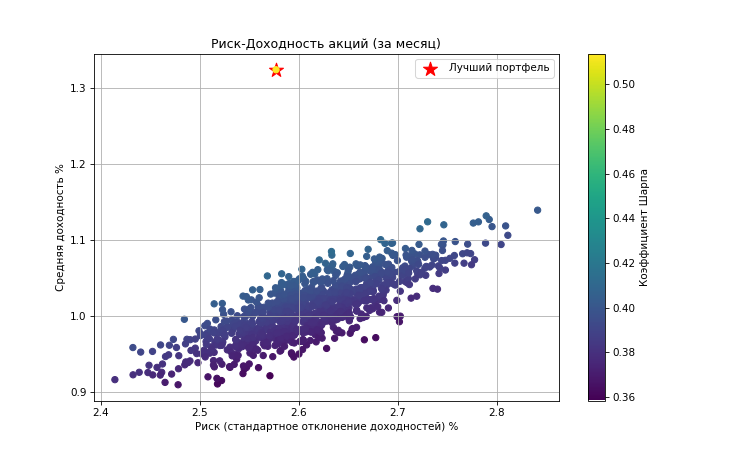 Риск-Доходность акций (за месяц)
Лучший портфель
1.3
1.2
1.1
1.0
0.9
Средняя доходность %
2.4 2.5 2.6 2.7 2.8
Риск (стандартное отклонение доходностей) %
0.50
0.48
0.46
0.44
0.42
0.40
0.38
0.36
Коэффициент Шарпа